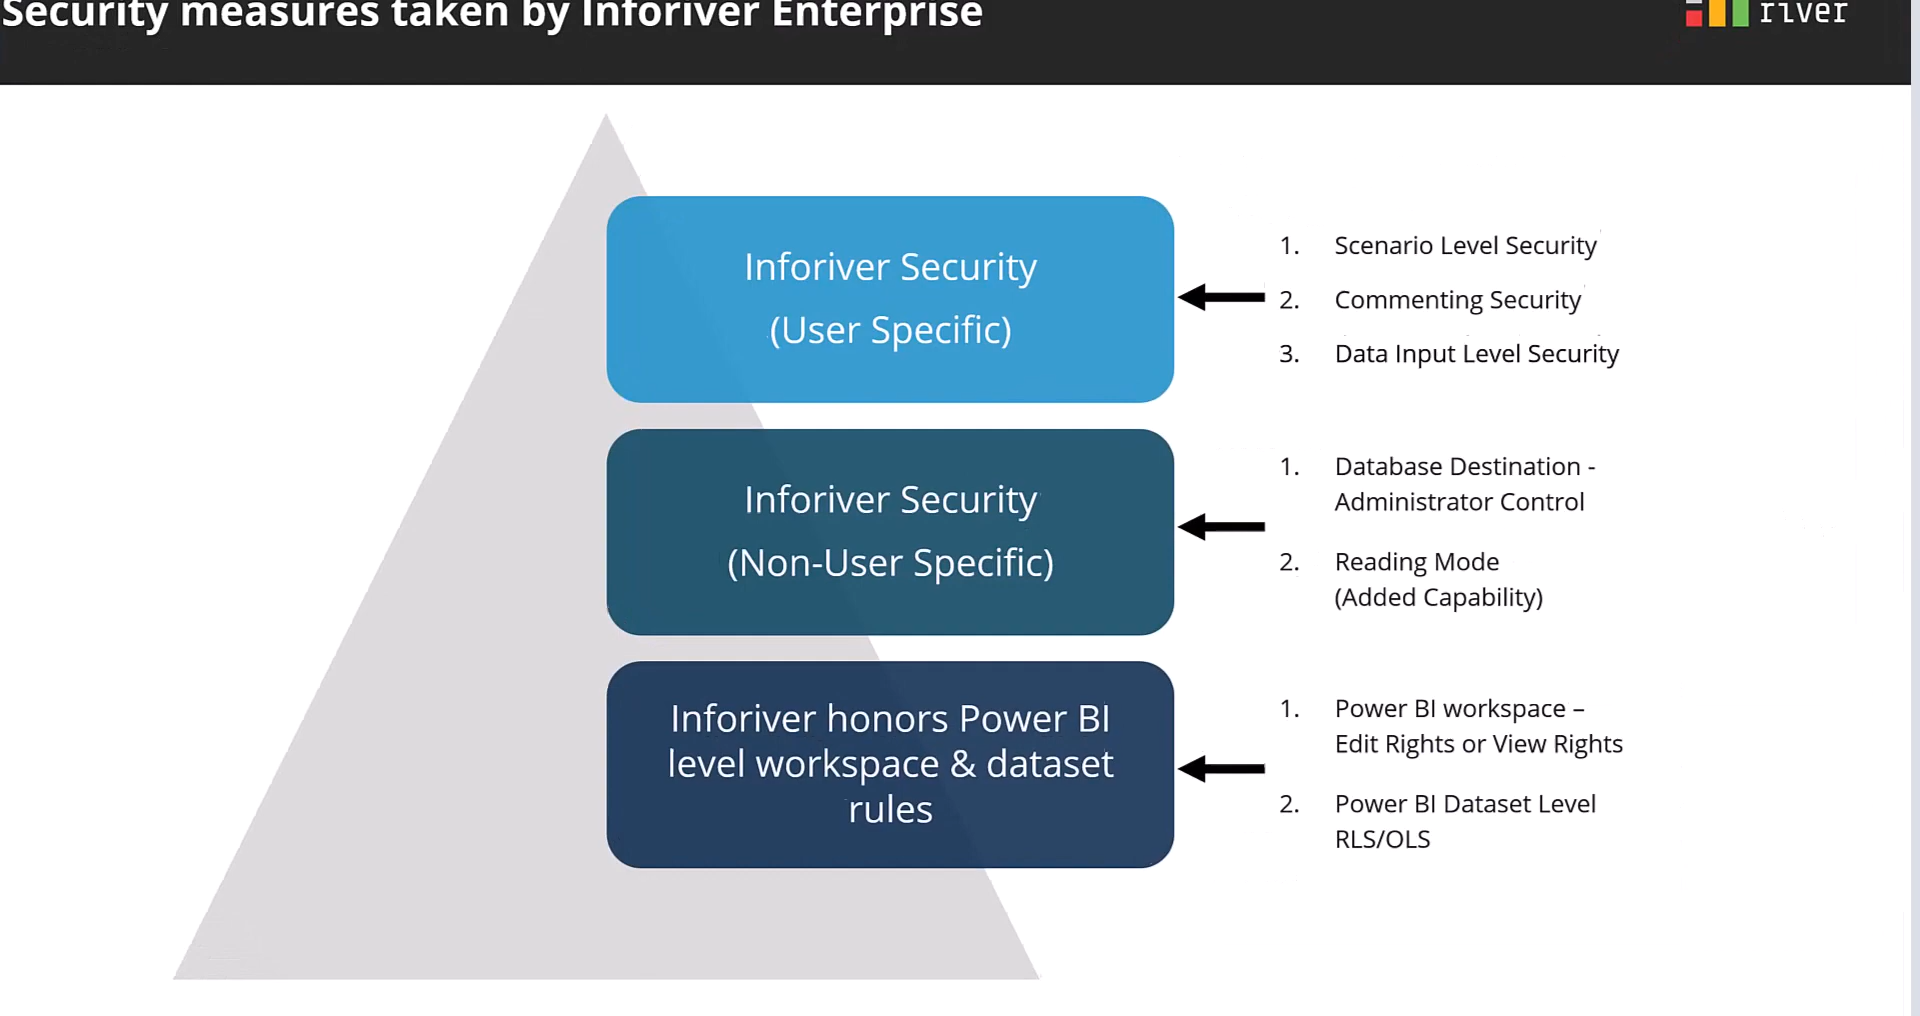 Security measures taken by Inforiver Enterprise
river
Inforiver Security
(User Specific)
1. Scenario Level Security
2. Commenting Security
3. Data Input Level Security
Inforiver Security
(Non-User Specific)
1. Database Destination -
Administrator Control
2. Reading Mode
(Added Capability)
Inforiver honors Power BI
level workspace & dataset
rules
1. Power BI workspace –
Edit Rights or View Rights
2. Power BI Dataset Level
RLS/OLS